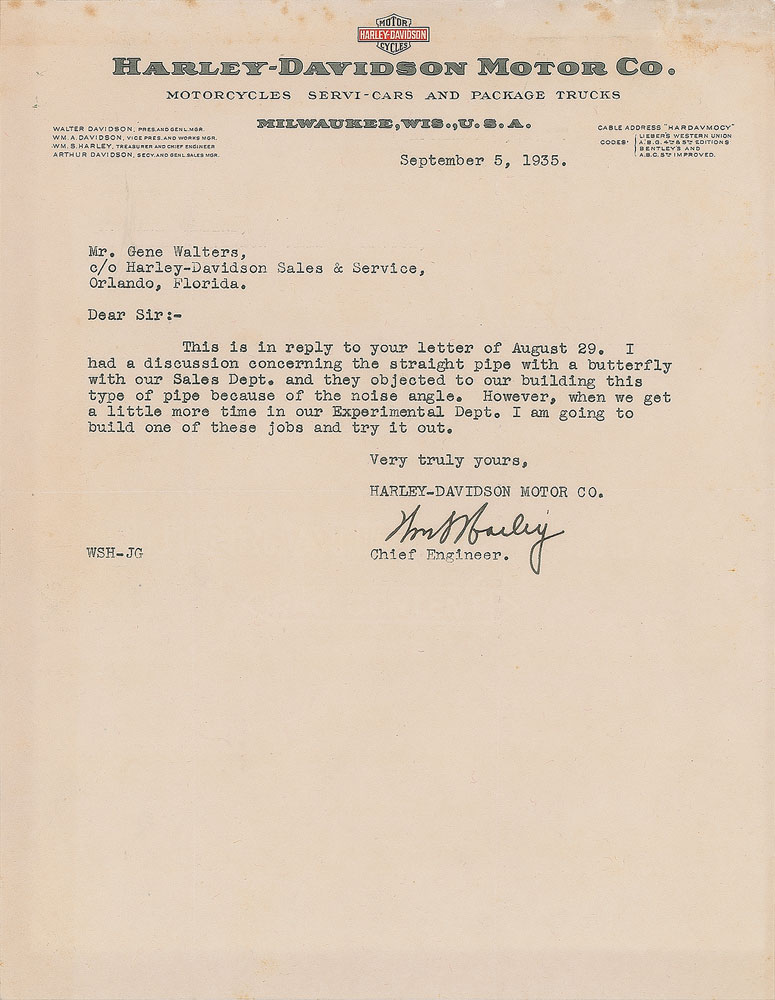 MOTOR
HARLEY-DAVIDSON
CYCLES
HARLEY-DAVIDSON MOTOR CO.
MOTORCYCLES SERVI-CARS AND PACKAGE TRUCKS
MILWAUKEE, WIS., U. S. A.
WALTER DAVIDSON, PRES. AND GENL. MGR.
WM. A. DAVIDSON, VICE PRES. AND WORKS MGR.
WM. S. HARLEY, TREASURER AND CHIEF ENGINEER
ARTHUR DAVIDSON, SECY. AND GENL. SALES MGR.
CABLE ADDRESS "HARDAVMOCY"
CODES: LIEBER'S WESTERN UNION
A.B.C. 4TH & 5TH EDITIONS
BENTLEY'S AND
A.B.C. 5TH IMPROVED.
September 5, 1935.
Mr. Gene Walters,
c/o Harley-Davidson Sales & Service,
Orlando, Florida.
Dear Sir:-
This is in reply to your letter of August 29. I
had a discussion concerning the straight pipe with a butterfly
with our Sales Dept. and they objected to our building this
type of pipe because of the noise angle. However, when we get
a little more time in our Experimental Dept. I am going to
build one of these jobs and try it out.
Very truly yours,
HARLEY-DAVIDSON MOTOR CO.
Wm S Harley
Chief Engineer.
WSH-JG